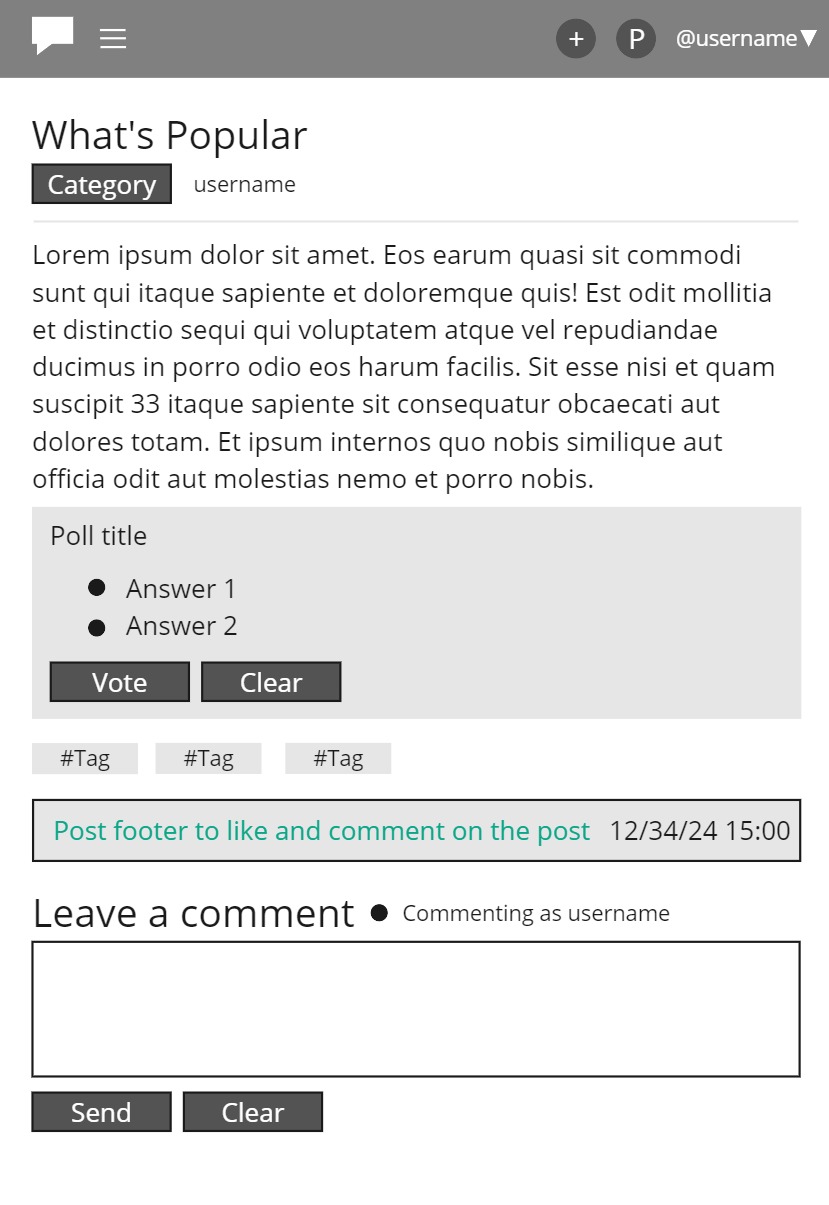 + P @username
What's Popular
Category username
Lorem ipsum dolor sit amet. Eos earum quasi sit commodi
sunt qui itaque sapiente et doloremque quis! Est odit mollitia
et distinctio sequi qui voluptatem atque vel repudiandae
ducimus in porro odio eos harum facilis. Sit esse nisi et quam
suscipit 33 itaque sapiente sit consequatur obcaecati aut
dolores totam. Et ipsum internos quo nobis similique aut
officia odit aut molestias nemo et porro nobis.
Poll title
Answer 1
Answer 2
Vote Clear
#Tag #Tag #Tag
Post footer to like and comment on the post 12/34/24 15:00
Leave a comment ● Commenting as username
Send Clear